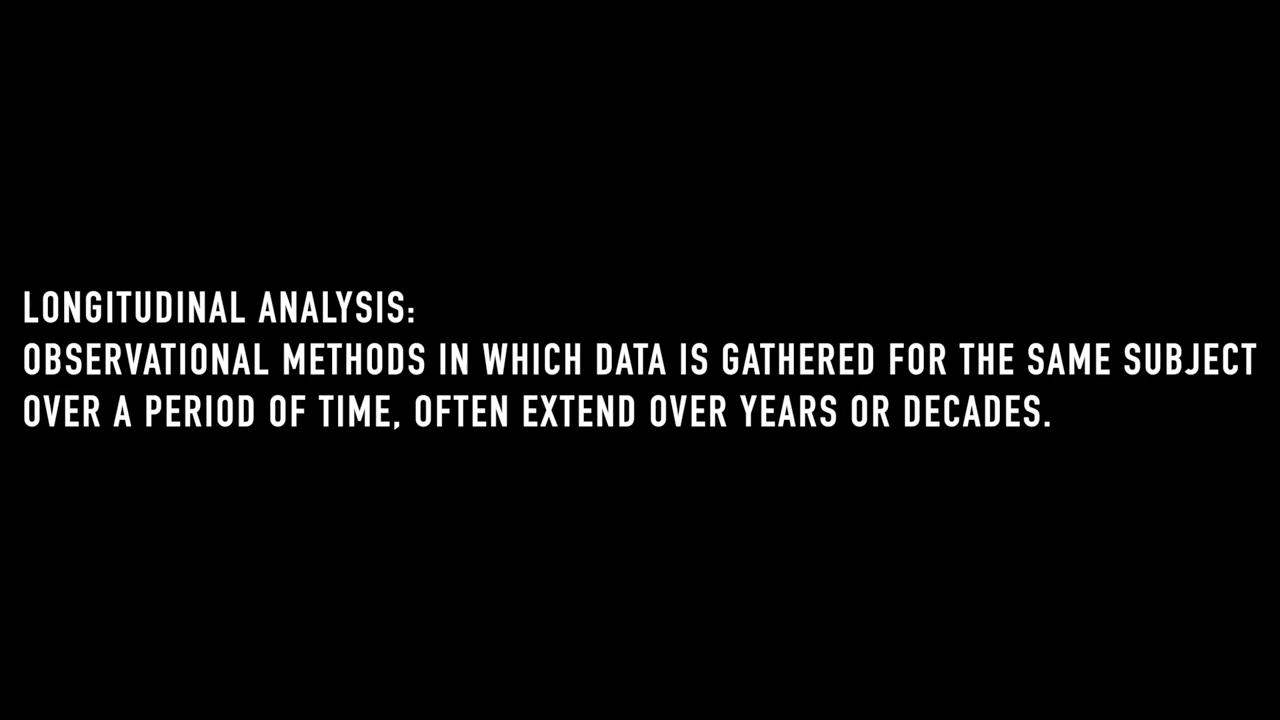 LONGITUDINAL ANALYSIS:
OBSERVATIONAL METHODS IN WHICH DATA IS GATHERED FOR THE SAME SUBJECT
OVER A PERIOD OF TIME, OFTEN EXTEND OVER YEARS OR DECADES.